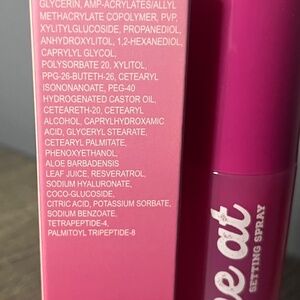 GLYCERIN, AMP-ACRYLATES/ALLYL
METHACRYLATE COPOLYMER, PVP,
XYLITYLGLUCOSIDE, PROPANEDIOL,
ANHYDROXYLITOL, 1,2-HEXANEDIOL,
CAPRYLYL GLYCOL,
POLYSORBATE 20, XYLITOL,
PPG-26-BUTETH-26, CETEARYL
ISONONANOATE, PEG-40
HYDROGENATED CASTOR OIL,
CETEARETH-20, CETEARYL
ALCOHOL, CAPRYLHYDROXAMIC
ACID, GLYCERYL STEARATE,
CETEARYL PALMITATE,
PHENOXYETHANOL
ALOE BARBADENSIS
LEAF JUICE, RESVERATROL,
SODIUM HYALURONATE,
COCO-GLUCOSIDE,
CITRIC ACID, POTASSIUM SORBATE,
SODIUM BENZOATE,
TETRAPEPTIDE-4,
PALMITOYL TRIPEPTIDE-8
e at
SETTING SPRAY